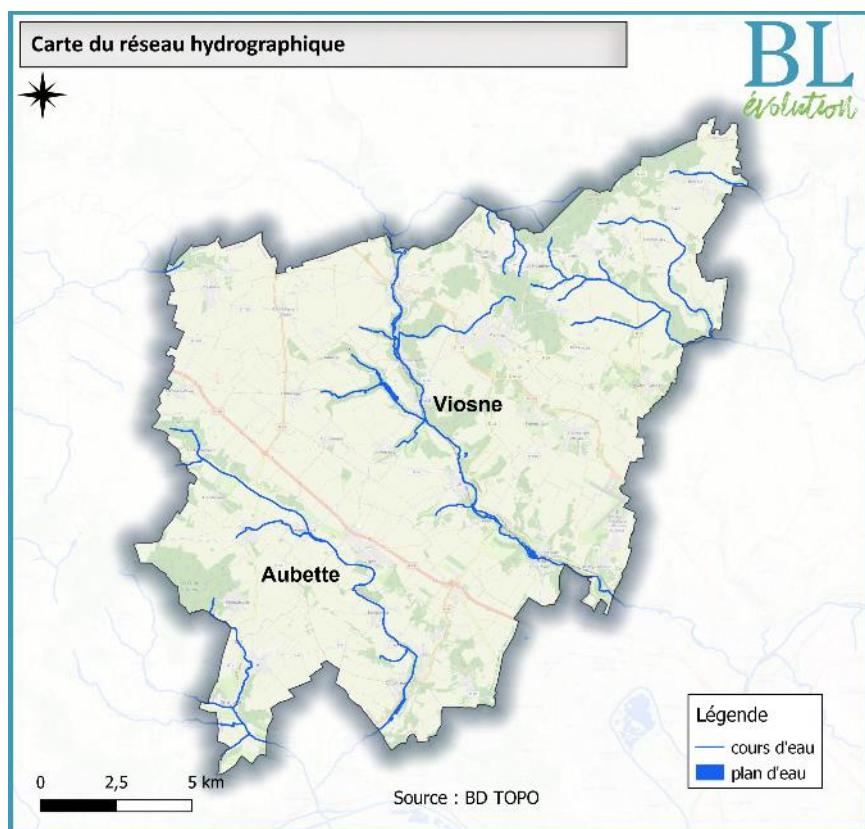 Carte du réseau hydrographique
BL
évolution
Viosne
Aubette
Légende
cours d'eau
plan d'eau
0 2,5 5 km
Source : BD TOPO